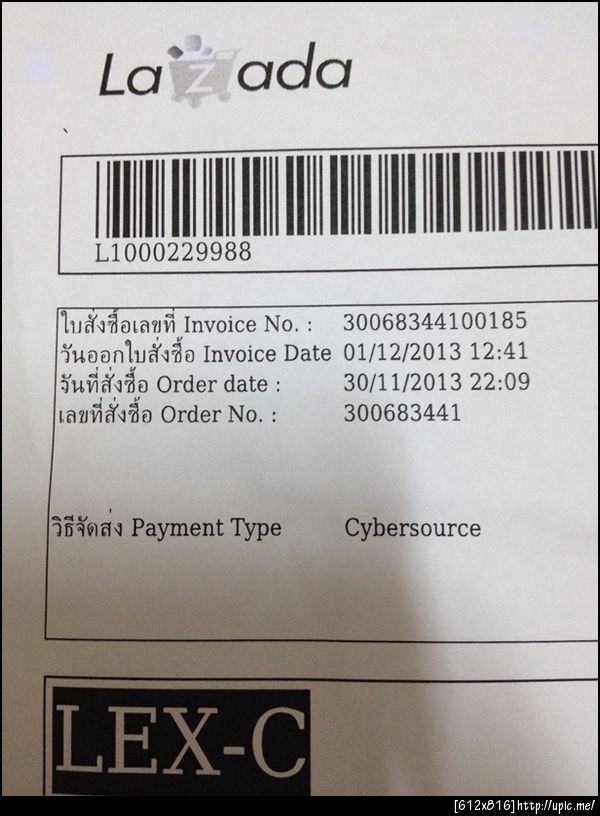 Lazada
L1000229988
ใบสั่งซื้อเลขที่ Invoice No. : 30068344100185
วันออกใบสั่งซื้อ Invoice Date 01/12/2013 12:41
จันที่สั่งซื้อ Order date : 30/11/2013 22:09
เลขที่สั่งซื้อ Order No. : 300683441
วิธีจัดส่ง Payment Type Cybersource
LEX-C
[612x816]http://upic.me/